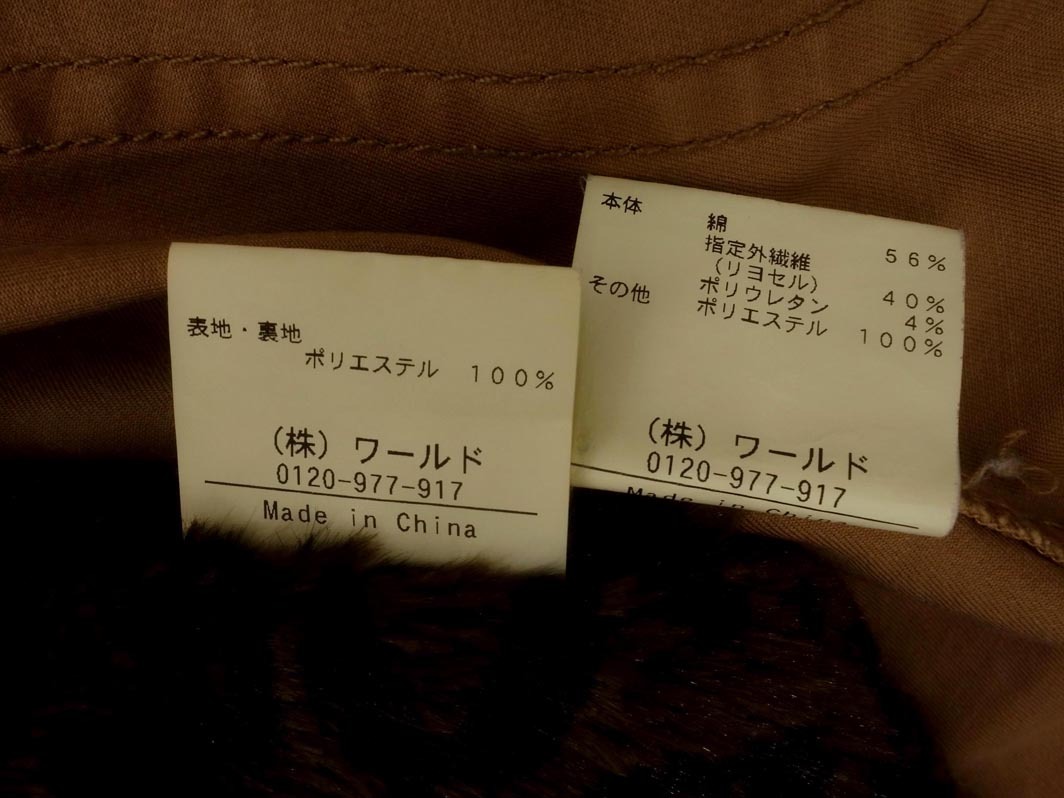 表地・裏地
ポリエステル 100%
(株) ワールド
0120-977-917
Made in China
本体
綿 56%
指定外繊維
(リヨセル) 40%
ポリウレタン 4%
その他 ポリエステル 100%
(株) ワールド
0120-977-917
Made in China